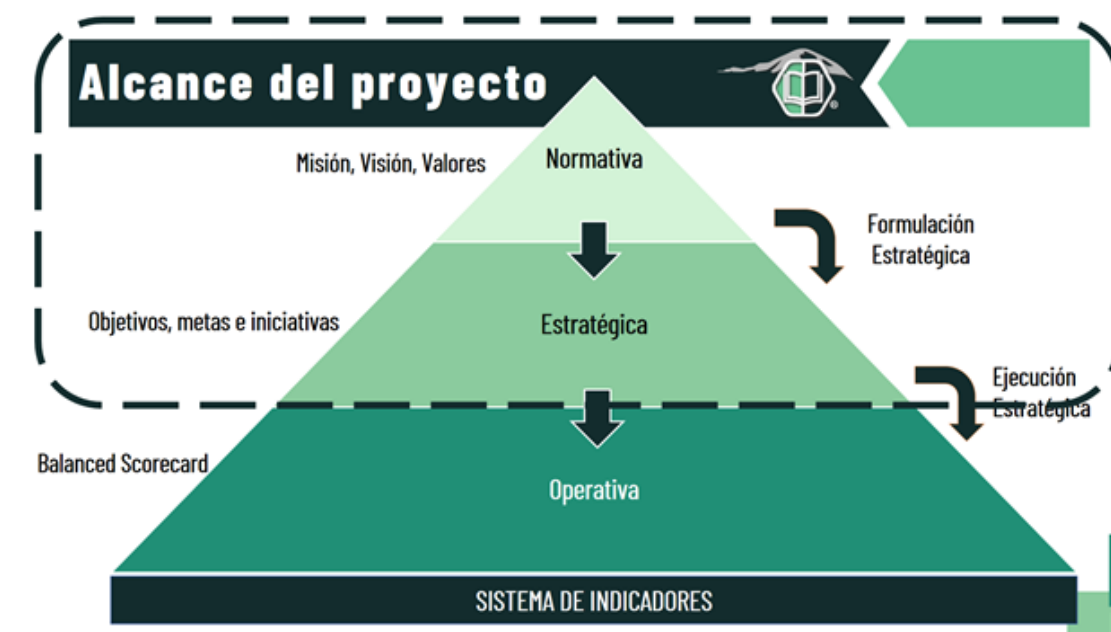 Alcance del proyecto
®
Misión, Visión, Valores
Normativa
Formulación
Estratégica
Objetivos, metas e iniciativas
Estratégica
Ejecución
Estratégica
Balanced Scorecard
Operativa
SISTEMA DE INDICADORES